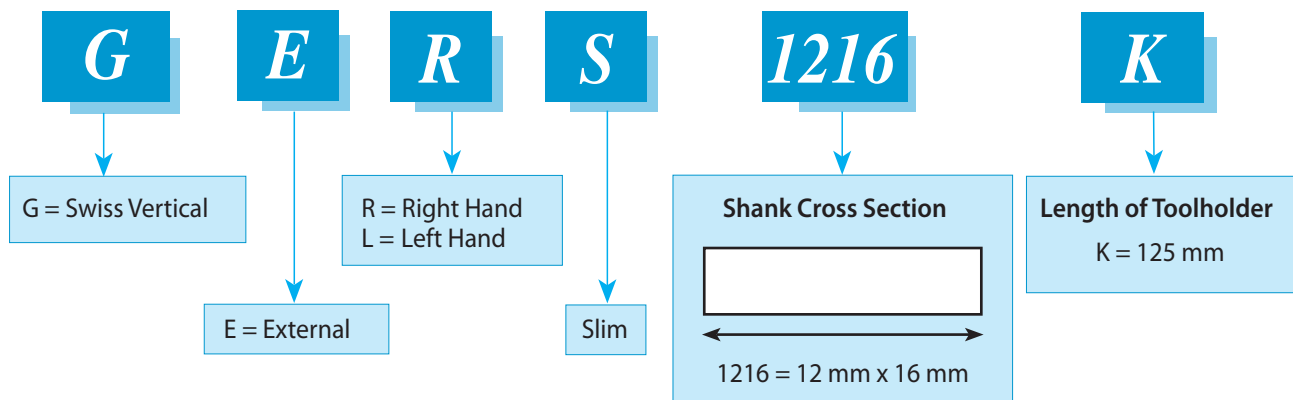 G E R S 1216 K
G = Swiss Vertical
E = External
R = Right Hand
L = Left Hand
Slim
Shank Cross Section
1216 = 12 mm x 16 mm
Length of Toolholder
K = 125 mm